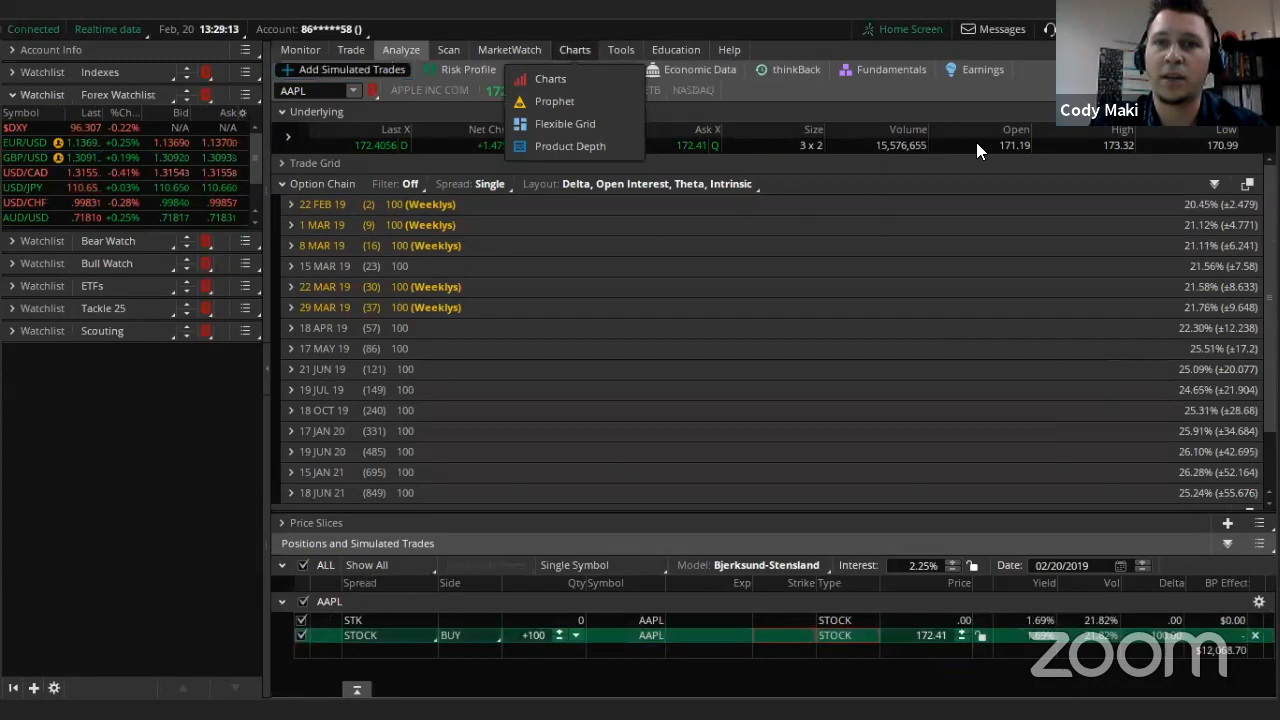 Connected Realtime data Feb, 20 13:29:13 Account: 86*****58 () Home Screen Messages
Account Info
Monitor Trade Analyze Scan MarketWatch Charts Tools Education Help
Watchlist Indexes
Add Simulated Trades Risk Profile Economic Data thinkBack Fundamentals Earnings
Charts
Watchlist Forex Watchlist
AAPL APPLE INC COM ETB NASDAQ
Prophet
Symbol Last %Ch... Bid Ask
Underlying
Flexible Grid
$DXY 96.307 -0.22% N/A N/A
Last X Net Chng Ask X Size Volume Open High Low
EUR/USD 1.1369.. +0.25% 1.13690 1.13700
172.4056 D 172.41 Q 3 x 2 15,576,655 171.19 173.32 170.99
Product Depth
GBP/USD 1.3091.. +0.19% 1.30920
Trade Grid
USD/CAD 1.3155.. -0.41% 1.31543 1.31558
USD/JPY 110.65.. +0.03% 110.650 110.660
Option Chain Filter: Off Spread: Single Layout: Delta, Open Interest, Theta, Intrinsic
USD/CHF .99831 -0.28% .99840
AUD/USD .71810 +0.25% .71817
22 FEB 19 (2) 100 (Weeklys) 20.45% (±2.479)
1 MAR 19 (9) 100 (Weeklys) 21.12% (±4.771)
Watchlist Bear Watch
8 MAR 19 (16) 100 (Weeklys) 21.11% (±6.241)
Watchlist Bull Watch
15 MAR 19 (23) 100 21.56% (±7.58)
Watchlist ETFs
22 MAR 19 (30) 100 (Weeklys) 21.58% (±8.633)
Watchlist Tackle 25
29 MAR 19 (37) 100 (Weeklys) 21.78% (±9.648)
Watchlist Scouting
18 APR 19 (57) 100 22.30% (±12.238)
17 MAY 19 (86) 100 25.51% (±17.2)
21 JUN 19 (121) 100 25.09% (±20.077)
19 JUL 19 (149) 100 24.65% (±21.904)
18 OCT 19 (240) 100 25.31% (±28.68)
17 JAN 20 (331) 100 25.91% (±34.684)
19 JUN 20 (485) 100 26.10% (±42.695)
15 JAN 21 (695) 100 26.28% (±52.164)
18 JUN 21 (849) 100 25.24% (±55.676)
Price Slices
Positions and Simulated Trades
ALL Show All Single Symbol Model: Bjerksund-Stensland Interest: 2.25% Date: 02/20/2019
Spread Side Qty Symbol Exp Strike Type Price Yield Vol Delta BP Effect
AAPL
STK 0 AAPL STOCK .00 1.69% 21.82% .00 $0.00
STOCK BUY +100 AAPL STOCK 172.41 1.69% 21.82% 100.00 -
$12,068.70
Cody Maki
zoom